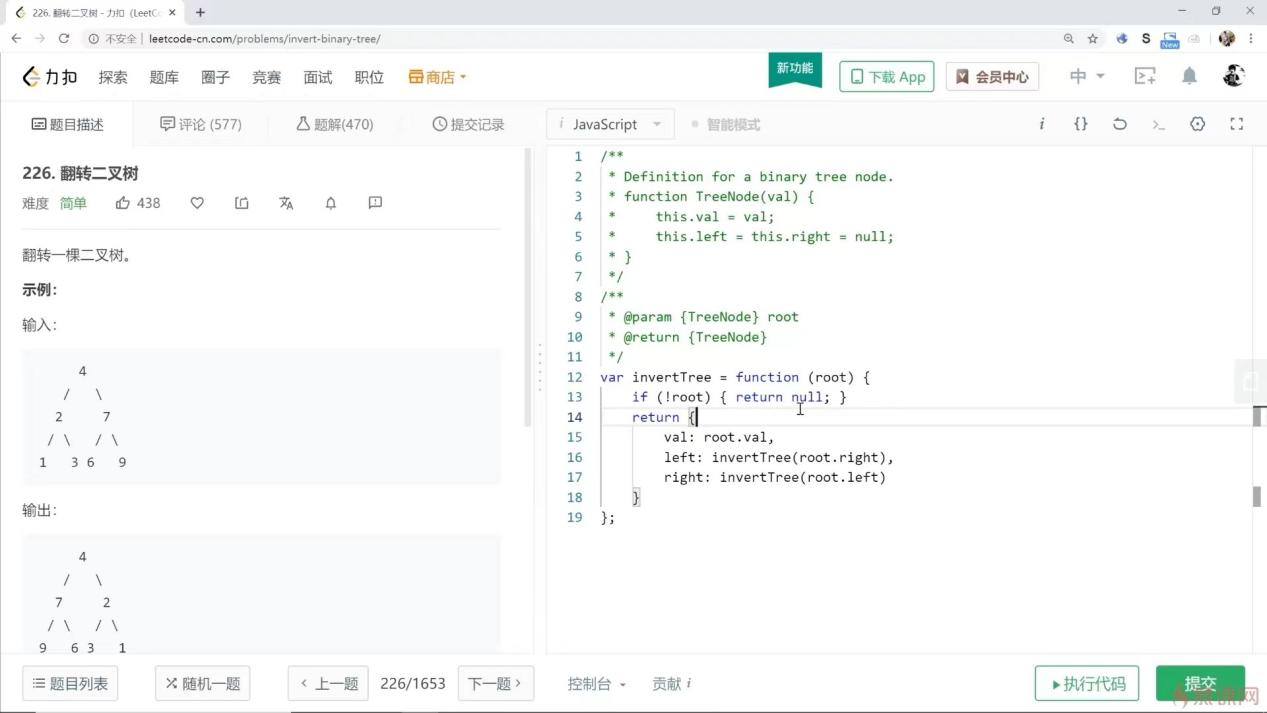 226. 翻转二叉树 - 力扣 (LeetCo
不安全 | leetcode-cn.com/problems/invert-binary-tree/
S
New
力扣 探索 题库 圈子 竞赛 面试 职位 商店 新功能 下载 App 会员中心 中
题目描述 评论 (577) 题解(470) 提交记录 i JavaScript 智能模式 i {}
226. 翻转二叉树
难度 简单 438
翻转一棵二叉树。
示例：
输入：
4
/ \
2 7
/ \ / \
1 3 6 9
输出：
4
/ \
7 2
/ \ / \
9 6 3 1
1 /**
2 * Definition for a binary tree node.
3 * function TreeNode(val) {
4 *     this.val = val;
5 *     this.left = this.right = null;
6 * }
7 */
8 /**
9 * @param {TreeNode} root
10 * @return {TreeNode}
11 */
12 var invertTree = function (root) {
13     if (!root) { return null; }
14     return {
15         val: root.val,
16         left: invertTree(root.right),
17         right: invertTree(root.left)
18     }
19 };
题目列表 随机一题 上一题 226/1653 下一题 控制台 贡献 i 执行代码 提交
慕课网